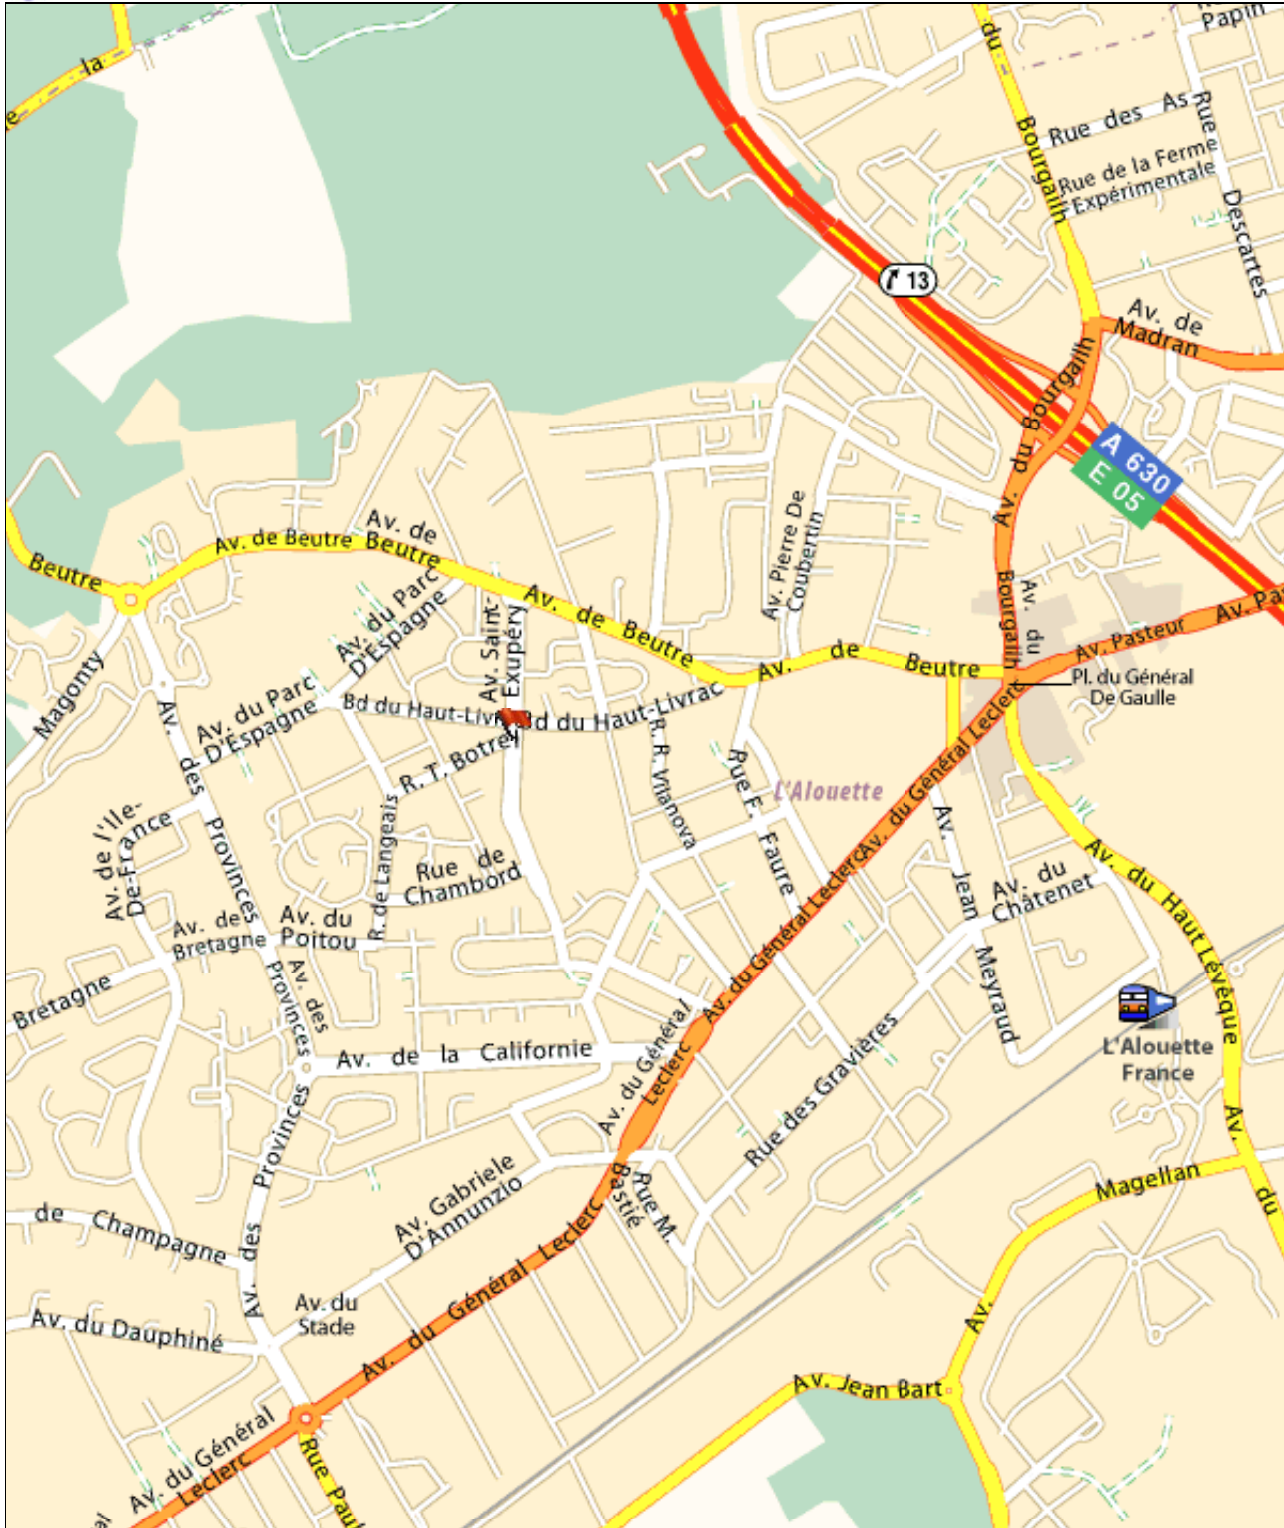 la
du
Papin
Bourgailh
Rue des As
Rue
Descartes
Rue de la Ferme
Expérimentale
13
Av. de
Madran
Av. du Bourgailh
A 630
E 05
Beutre
Av. de Beutre
Av. de
Beutre
Av. de Beutre
Av. de Beutre
Av. Pierre De
Coubertin
Av. du
Bourgailh
Av. Pasteur
Av. Pas
Pl. du Général
De Gaulle
Magonty
Av. du Parc
D'Espagne
Av. du Parc
D'Espagne
Av. Saint-
Exupéry
Bd du Haut-Livrac
Bd du Haut-Livrac
R. T. Botrel
R. R. Vilanova
Rue F. Faure
L'Alouette
Av. du Général Leclerc
Av. des Provinces
Av. de l'Ile-
De-France
R. de Langeais
Rue de
Chambord
Av. Jean Meyraud
Av. du
Châtenet
Av. du Haut Lévèque
Av. de
Bretagne
Bretagne
Av. du
Poitou
Av. des
Provinces
Av. du Général Leclerc
Av. du Général
Leclerc
Av. de la Californie
Rue des Gravières
L'Alouette
France
Av. du
Magellan
Av.
Av. des Provinces
Av. Gabriele
D'Annunzio
Rue M.
Bastié
de Champagne
Av. du Dauphiné
Av. du
Stade
Av. du Général Leclerc
Av. Jean Bart
Av. du Général
Leclerc
Rue Paul
al